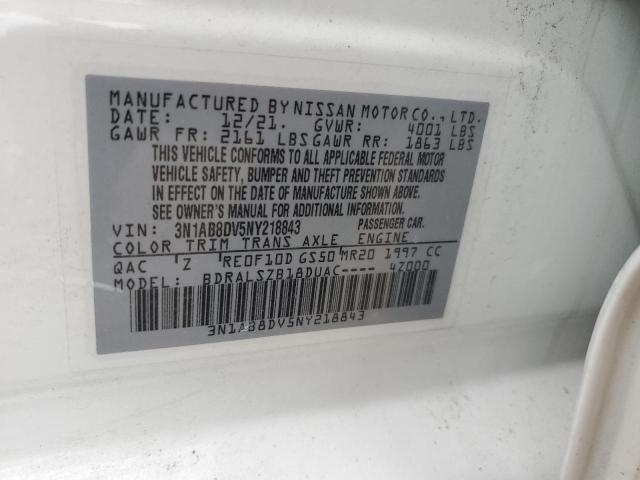 MANUFACTURED BY NISSAN MOTOR CO., LTD.
DATE: 12/21. GVWR: 4001 LBS
GAWR FR: 2161 LBS GAWR RR: 1863 LBS
THIS VEHICLE CONFORMS TO ALL APPLICABLE FEDERAL MOTOR
VEHICLE SAFETY, BUMPER AND THEFT PREVENTION STANDARDS
IN EFFECT ON THE DATE OF MANUFACTURE SHOWN ABOVE.
SEE OWNER'S MANUAL FOR ADDITIONAL INFORMATION.
VIN: 3N1AB8DV5NY218843 PASSENGER CAR.
COLOR TRIM TRANS AXLE ENGINE
QAC Z RE0F10D GS50 MR20 1997 CC
MODEL: BDRALSZB18DUAC---- 4Z000
3N1AB8DV5NY218843